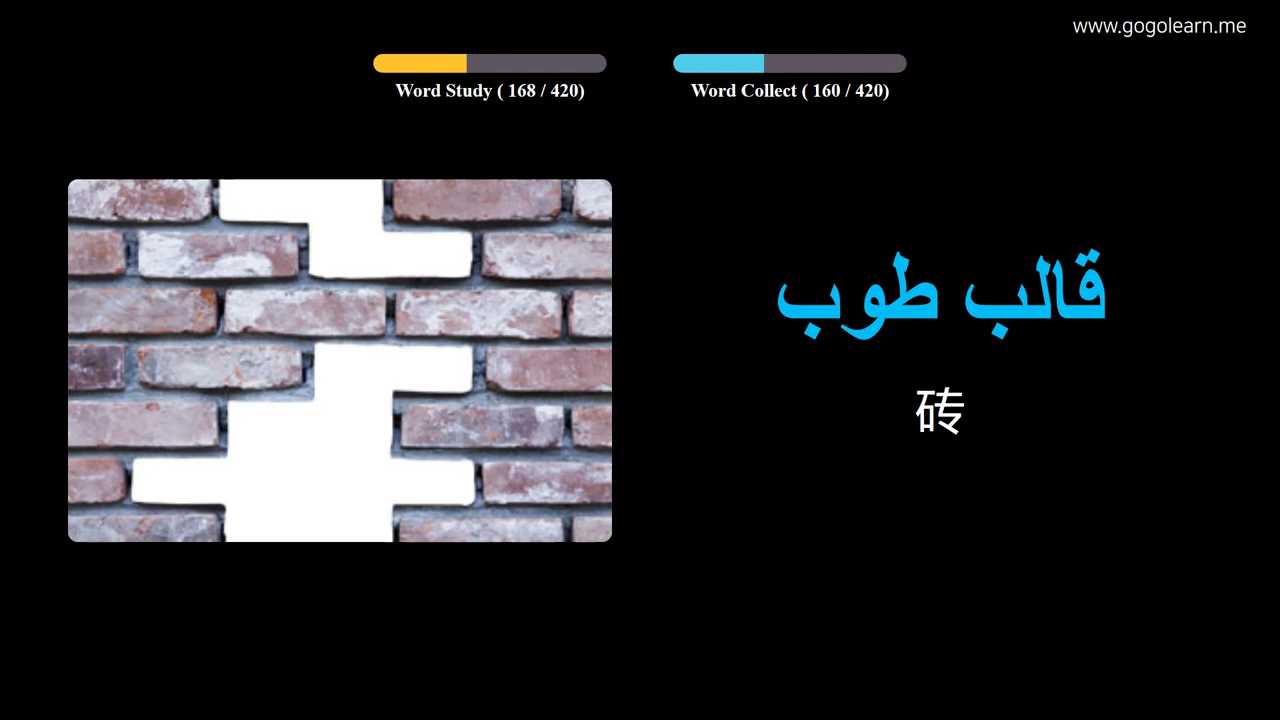 www.gogolearn.me
Word Study ( 168 / 420)
Word Collect ( 160 / 420)
قالب طوب
砖